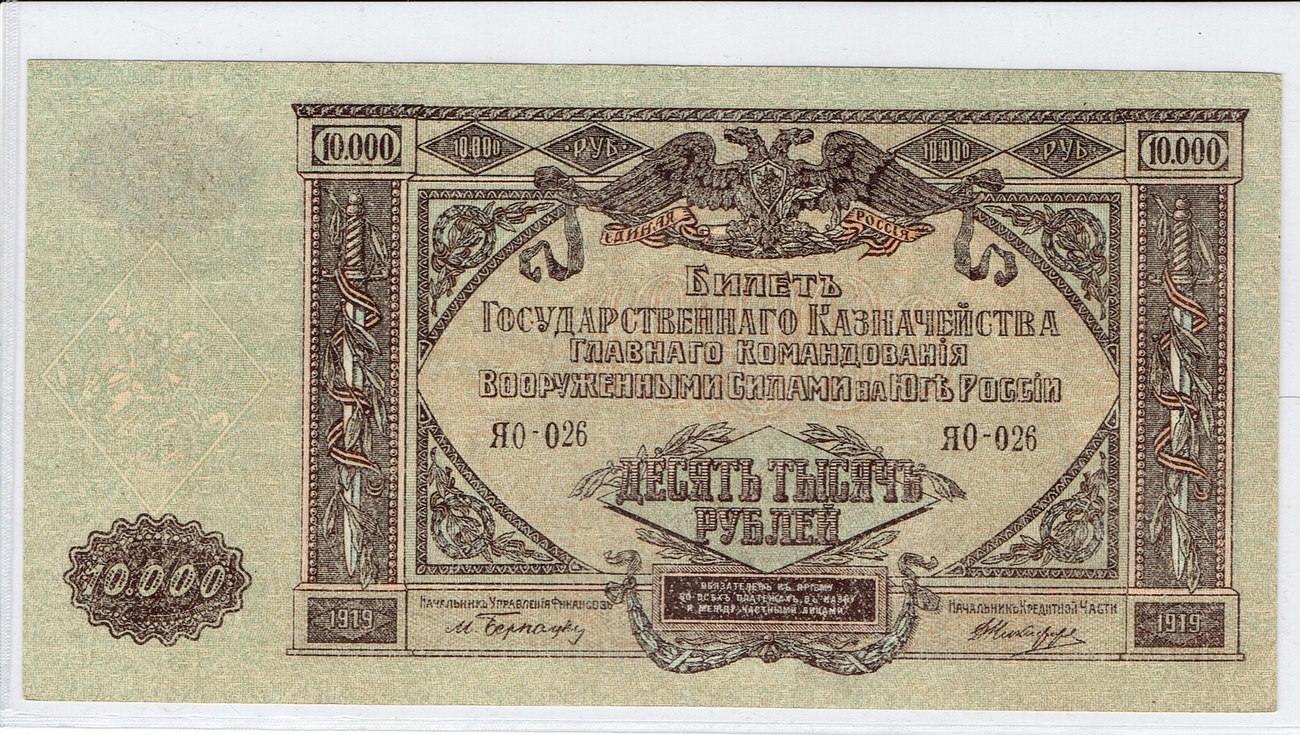 10.000 10.000 РУБ. 10.000 РУБ. 10.000
ЕДИНАЯ РОССІЯ
БИЛЕТЪ
ГОСУДАРСТВЕННАГО КАЗНАЧЕЙСТВА
ГЛАВНАГО КОМАНДОВАНІЯ
ВООРУЖЕННЫМИ СИЛАМИ НА ЮГѢ РОССІИ
ЯО-026 ЯО-026
ДЕСЯТЬ ТЫСЯЧЪ
РУБЛЕЙ
10.000
ОБЯЗАТЕЛЕНЪ КЪ ПРІЕМУ
ВО ВСѢХЪ ПЛАТЕЖАХЪ ВЪ КАЗНУ
И МЕЖДУ ЧАСТНЫМИ ЛИЦАМИ
НАЧАЛЬНИКЪ УПРАВЛЕНІЯ ФИНАНСОВЪ НАЧАЛЬНИКЪ КРЕДИТНОЙ ЧАСТИ
1919 1919